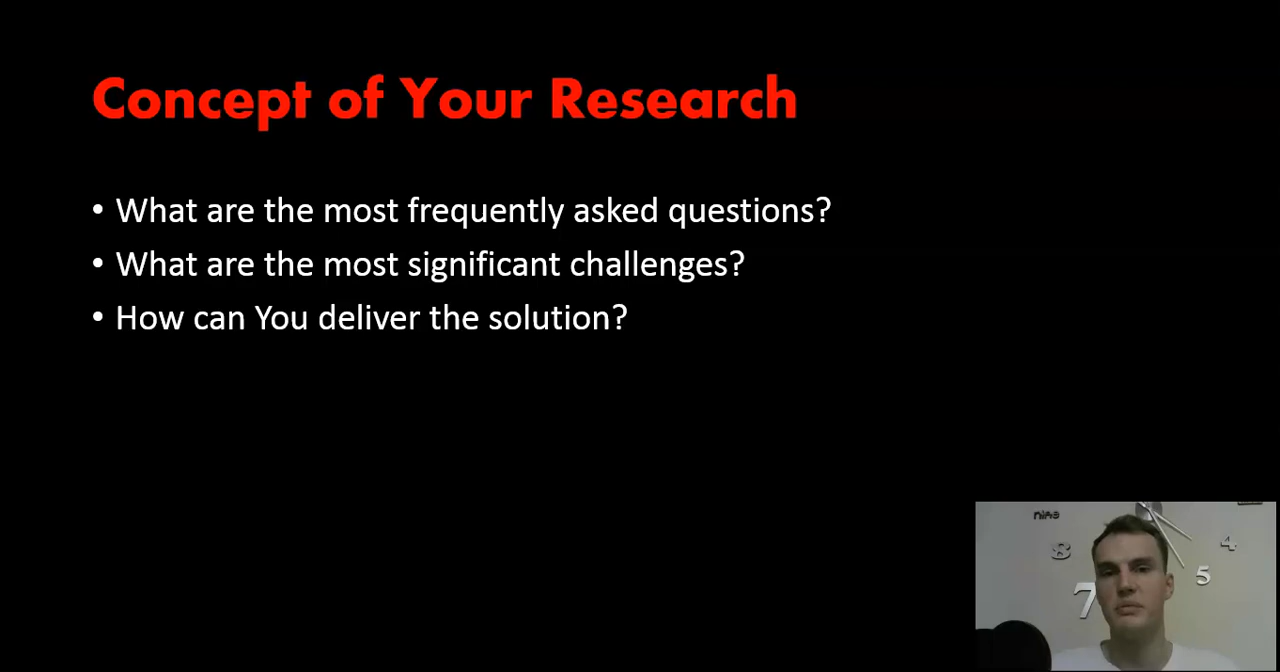 Concept of Your Research
• What are the most frequently asked questions?
• What are the most significant challenges?
• How can You deliver the solution?
nine
8
4
5
7